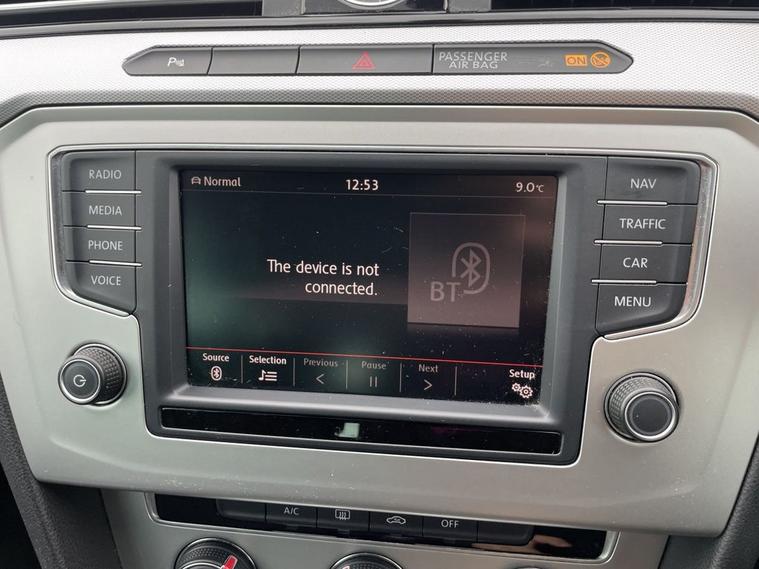 P
PASSENGER
AIR BAG
ON
RADIO
MEDIA
PHONE
VOICE
Normal
12:53
9.0°C
The device is not
connected.
BT
Source
Selection
Previous
Pause
Next
Setup
NAV
TRAFFIC
CAR
MENU
A/C
OFF